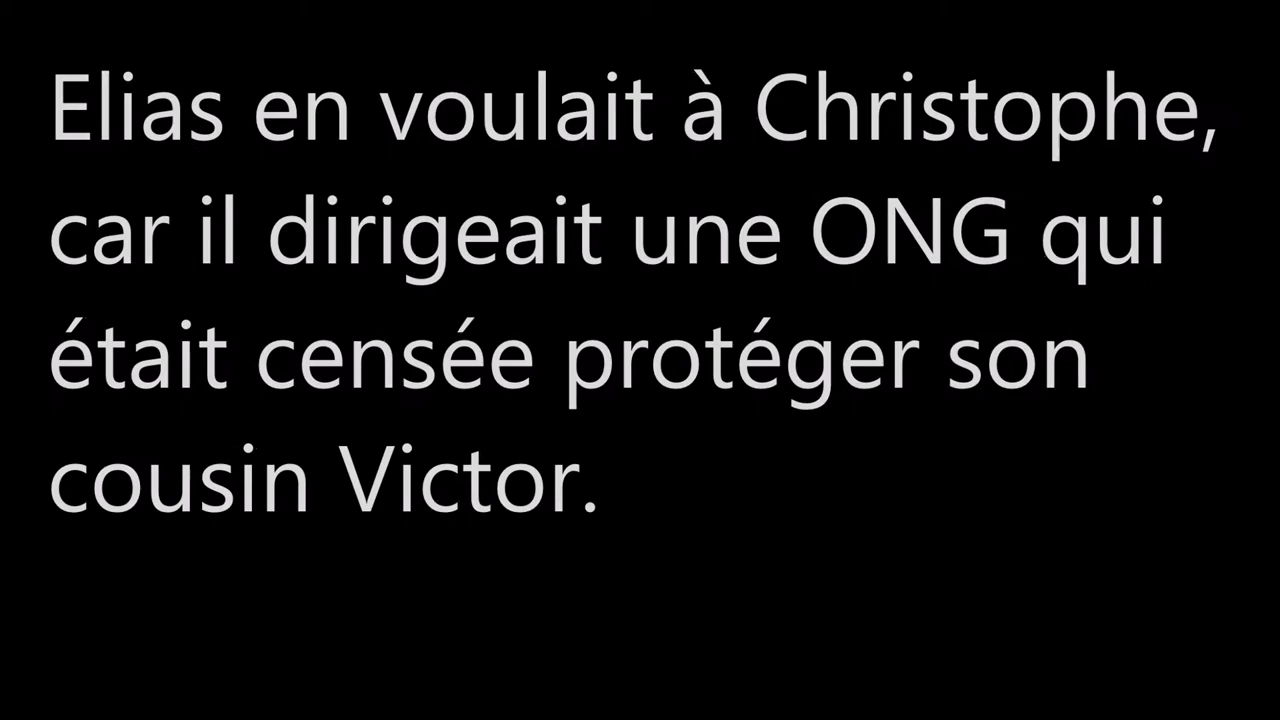 Elias en voulait à Christophe,
car il dirigeait une ONG qui
était censée protéger son
cousin Victor.